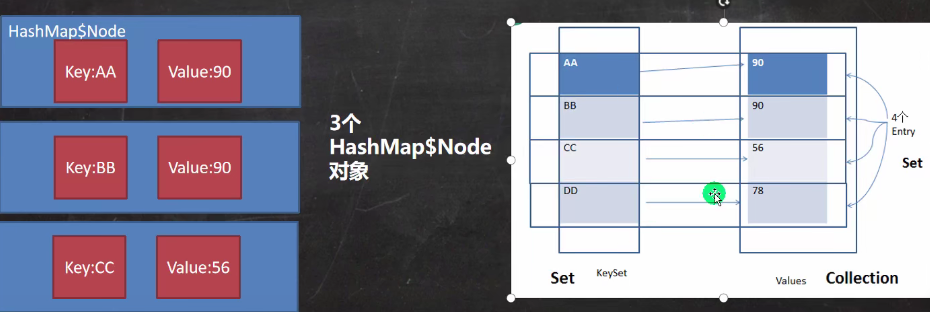 HashMap$Node
Key:AA
Value:90
Key:BB
Value:90
Key:CC
Value:56
3个
HashMap$Node
对象
AA
90
BB
90
CC
56
DD
78
4个
Entry
Set
Set
KeySet
Values
Collection